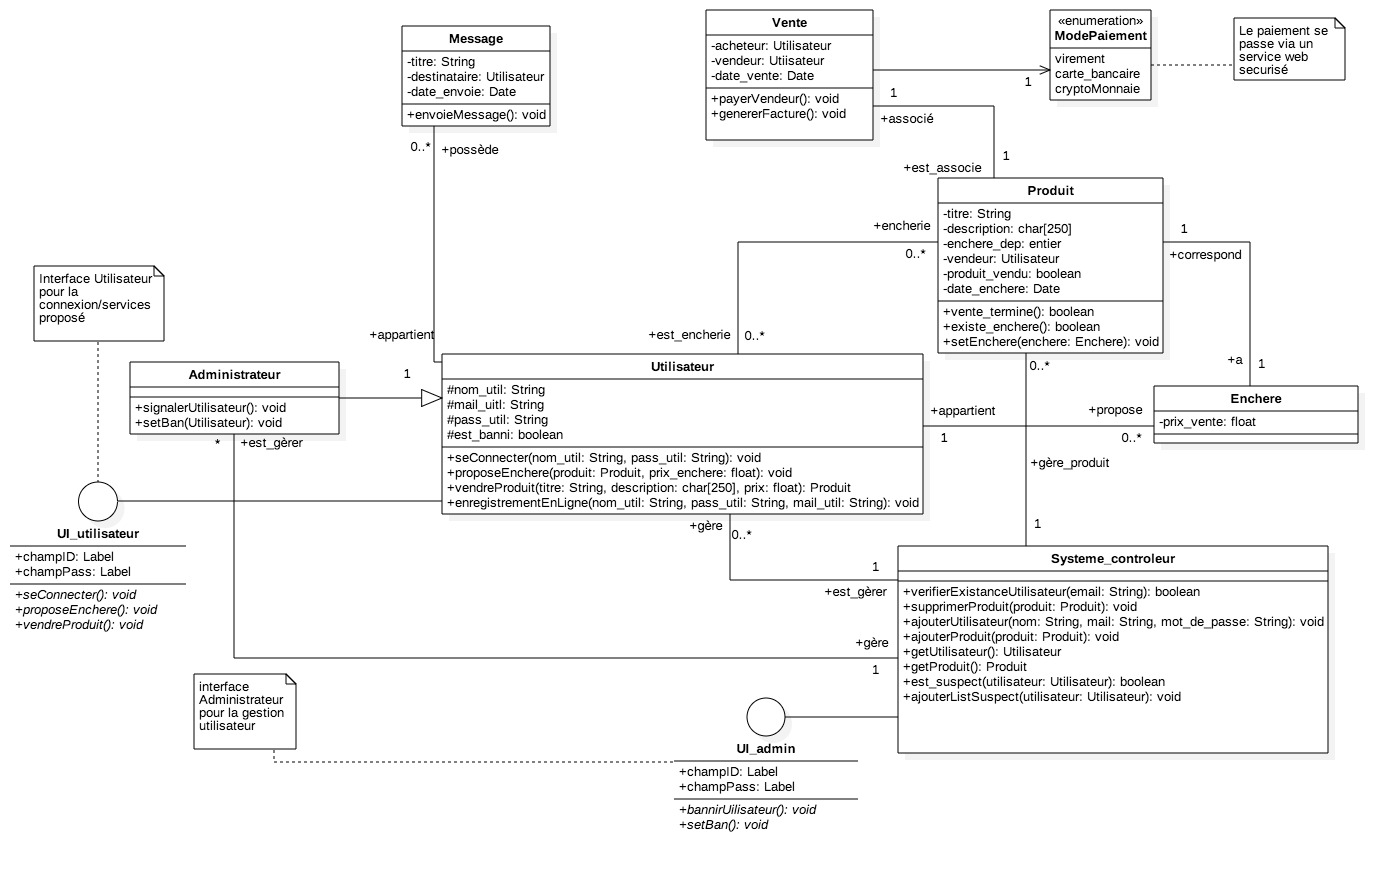 Message
-titre: String
-destinataire: Utilisateur
-date_envoie: Date
+envoieMessage(): void
0..*
+possède
+appartient
1
Vente
-acheteur: Utilisateur
-vendeur: Utiisateur
-date_vente: Date
+payerVendeur(): void
+genererFacture(): void
1
«enumeration»
ModePaiement
virement
carte_bancaire
cryptoMonnaie
Le paiement se
passe via un
service web
securisé
1
+associé
1
+est_associe
Produit
-titre: String
-description: char[250]
-enchere_dep: entier
-vendeur: Utilisateur
-produit_vendu: boolean
-date_enchere: Date
+vente_termine(): boolean
+existe_enchere(): boolean
+setEnchere(enchere: Enchere): void
+encherie
0..*
+est_encherie
0..*
1
+correspond
+a
1
Enchere
-prix_vente: float
+appartient
1
+propose
0..*
0..*
+gère_produit
1
Interface Utilisateur
pour la
connexion/services
proposé
Administrateur
+signalerUtilisateur(): void
+setBan(Utilisateur): void
*
+est_gèrer
Utilisateur
#nom_util: String
#mail_uitl: String
#pass_util: String
#est_banni: boolean
+seConnecter(nom_util: String, pass_util: String): void
+proposeEnchere(produit: Produit, prix_enchere: float): void
+vendreProduit(titre: String, description: char[250], prix: float): Produit
+enregistrementEnLigne(nom_util: String, pass_util: String, mail_util: String): void
+gère
0..*
1
+est_gèrer
UI_utilisateur
+champID: Label
+champPass: Label
+seConnecter(): void
+proposeEnchere(): void
+vendreProduit(): void
Systeme_controleur
+verifierExistanceUtilisateur(email: String): boolean
+supprimerProduit(produit: Produit): void
+ajouterUtilisateur(nom: String, mail: String, mot_de_passe: String): void
+ajouterProduit(produit: Produit): void
+getUtilisateur(): Utilisateur
+getProduit(): Produit
+est_suspect(utilisateur: Utilisateur): boolean
+ajouterListSuspect(utilisateur: Utilisateur): void
+gère
1
interface
Administrateur
pour la gestion
utilisateur
UI_admin
+champID: Label
+champPass: Label
+bannirUilisateur(): void
+setBan(): void